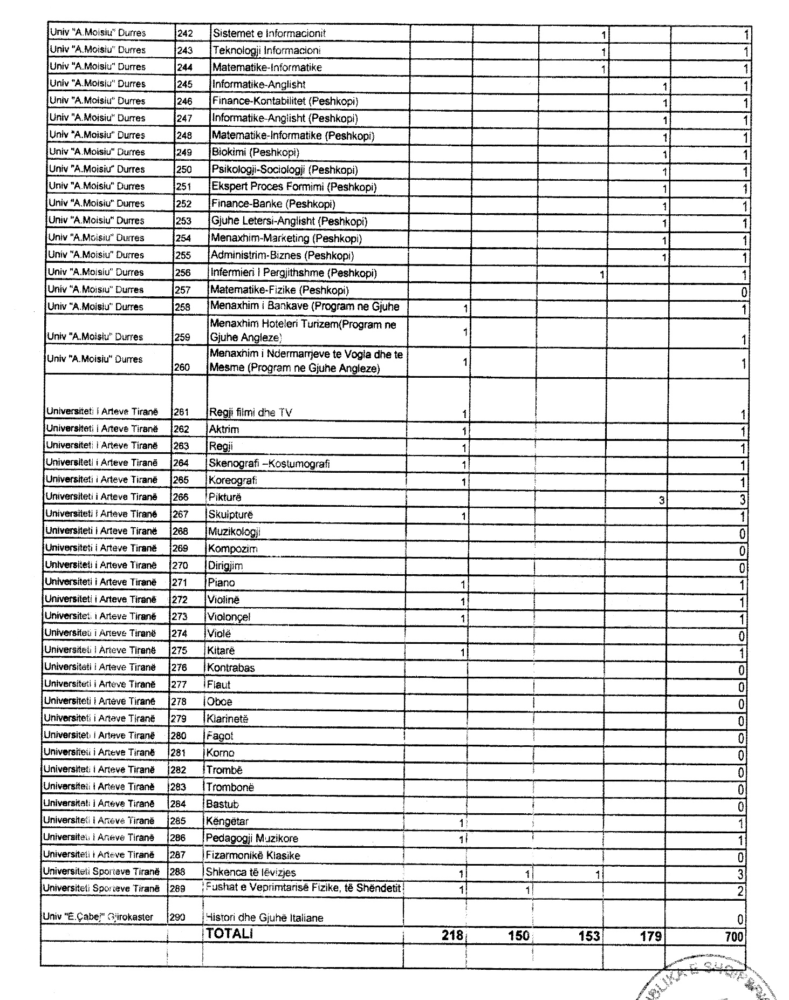 Univ "A.Moisiu" Durres 242 Sistemet e Informacionit 1 1
Univ "A.Moisiu" Durres 243 Teknologji Informacioni 1 1
Univ "A.Moisiu" Durres 244 Matematike-Informatike 1 1
Univ "A.Moisiu" Durres 245 Informatike-Anglisht 1 1
Univ "A.Moisiu" Durres 246 Finance-Kontabilitet (Peshkopi) 1 1
Univ "A.Moisiu" Durres 247 Informatike-Anglisht (Peshkopi) 1 1
Univ "A.Moisiu" Durres 248 Matematike-Informatike (Peshkopi) 1 1
Univ "A.Moisiu" Durres 249 Biokimi (Peshkopi) 1 1
Univ "A.Moisiu" Durres 250 Psikologji-Sociologji (Peshkopi) 1 1
Univ "A.Moisiu" Durres 251 Ekspert Proces Formimi (Peshkopi) 1 1
Univ "A.Moisiu" Durres 252 Finance-Banke (Peshkopi) 1 1
Univ "A.Moisiu" Durres 253 Gjuhe Letersi-Anglisht (Peshkopi) 1 1
Univ "A.Moisiu" Durres 254 Menaxhim-Marketing (Peshkopi) 1 1
Univ "A.Moisiu" Durres 255 Administrim-Biznes (Peshkopi) 1 1
Univ "A.Moisiu" Durres 256 Infermieri I Pergjithshme (Peshkopi) 1 1
Univ "A.Moisiu" Durres 257 Matematike-Fizike (Peshkopi) 0
Univ "A.Moisiu" Durres 258 Menaxhim i Bankave (Program ne Gjuhe 1 1
Menaxhim Hoteleri Turizem(Program ne
Univ "A.Moisiu" Durres 259 Gjuhe Angleze) 1 1
Menaxhim i Ndermarrjeve te Vogla dhe te
Univ "A.Moisiu" Durres 260 Mesme (Program ne Gjuhe Angleze) 1 1
Universiteti i Arteve Tiranë 261 Regji filmi dhe TV 1 1
Universiteti i Arteve Tiranë 262 Aktrim 1 1
Universiteti i Arteve Tiranë 263 Regji 1 1
Universiteti i Arteve Tiranë 264 Skenografi –Kostumografi 1 1
Universiteti i Arteve Tiranë 265 Koreografi 1 1
Universiteti i Arteve Tiranë 266 Pikturë 3 3
Universiteti i Arteve Tiranë 267 Skulpturë 1 1
Universiteti i Arteve Tiranë 268 Muzikologji 0
Universiteti i Arteve Tiranë 269 Kompozim 0
Universiteti i Arteve Tiranë 270 Dirigjim 0
Universiteti i Arteve Tiranë 271 Piano 1 1
Universiteti i Arteve Tiranë 272 Violinë 1 1
Universiteti i Arteve Tiranë 273 Violonçel 1 1
Universiteti i Arteve Tiranë 274 Violë 0
Universiteti i Arteve Tiranë 275 Kitarë 1 1
Universiteti i Arteve Tiranë 276 Kontrabas 0
Universiteti i Arteve Tiranë 277 Flaut 0
Universiteti i Arteve Tiranë 278 Oboe 0
Universiteti i Arteve Tiranë 279 Klarinetë 0
Universiteti i Arteve Tiranë 280 Fagot 0
Universiteti i Arteve Tiranë 281 Korno 0
Universiteti i Arteve Tiranë 282 Trombë 0
Universiteti i Arteve Tiranë 283 Trombonë 0
Universiteti i Arteve Tiranë 284 Bastub 0
Universiteti i Arteve Tiranë 285 Këngëtar 1 1
Universiteti i Arteve Tiranë 286 Pedagogji Muzikore 1 1
Universiteti i Arteve Tiranë 287 Fizarmonikë Klasike 0
Universiteti Sporteve Tiranë 288 Shkenca të lëvizjes 1 1 1 3
Universiteti Sporteve Tiranë 289 Fushat e Veprimtarisë Fizike, të Shëndetit 1 1 2
Univ "E.Çabej" Gjirokaster 290 Histori dhe Gjuhë Italiane 0
TOTALI 218 150 153 179 700